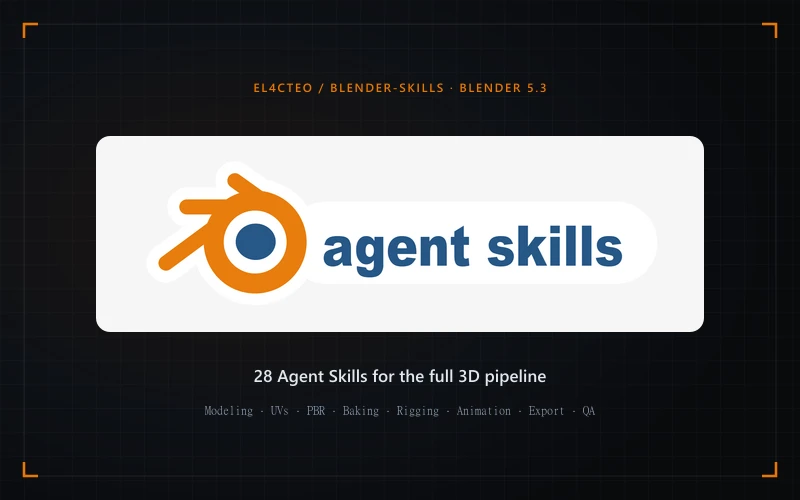 EL4CTEO / BLENDER-SKILLS · BLENDER 5.3
agent skills
28 Agent Skills for the full 3D pipeline
Modeling · UVs · PBR · Baking · Rigging · Animation · Export · QA